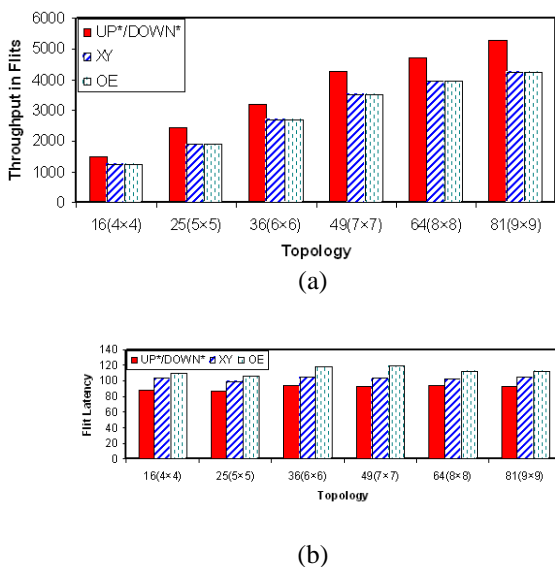 6000
5000
4000
3000
2000
1000
0
Throughput in Flits
UP*/DOWN*
XY
OE
16(4×4) 25(5×5) 36(6×6) 49(7×7) 64(8×8) 81(9×9)
Topology
(a)
140
120
100
80
60
40
20
0
Flit Latency
UP*/DOWN* XY OE
16(4×4) 25(5×5) 36(6×6) 49(7×7) 64(8×8) 81(9×9)
Topology
(b)